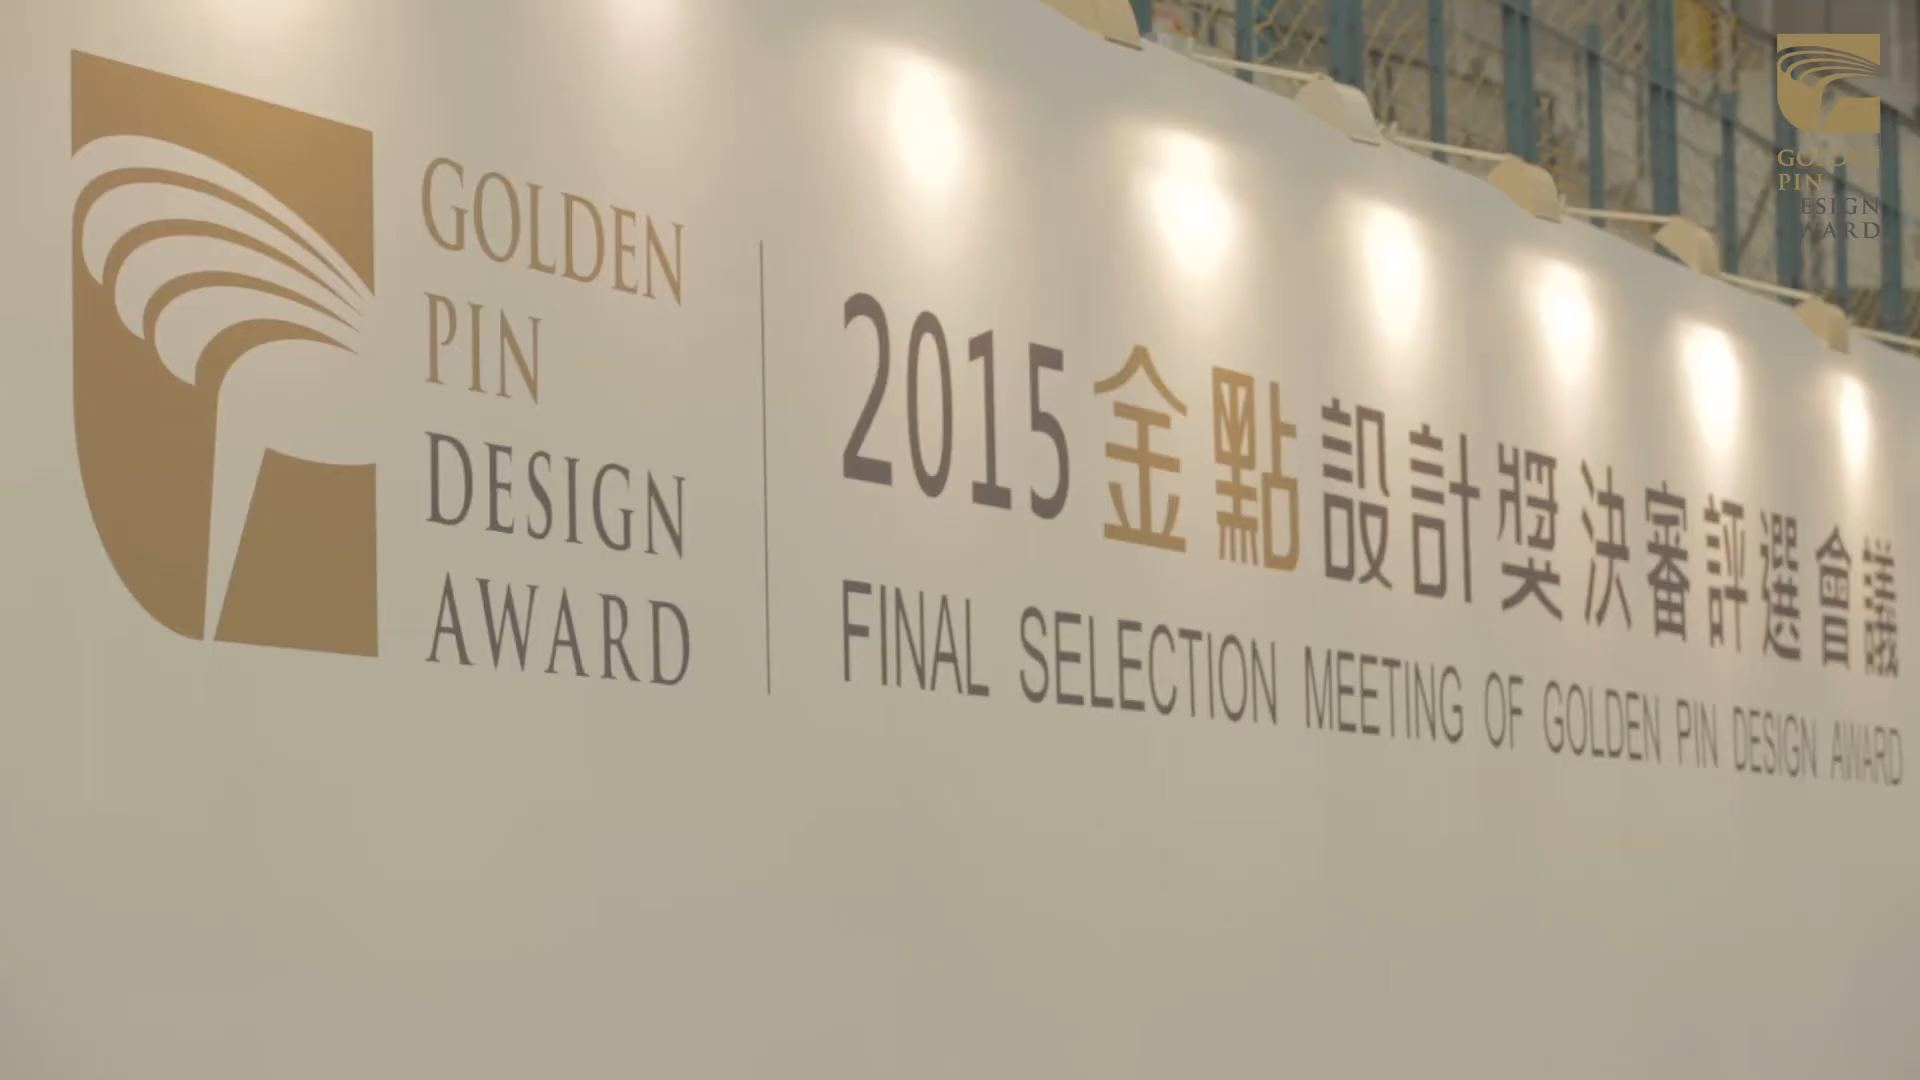 GOLDEN
PIN
DESIGN
AWARD
2015金點設計獎決審評選會議
FINAL SELECTION MEETING OF GOLDEN PIN DESIGN AWARD
GOLDEN
PIN
DESIGN
AWARD